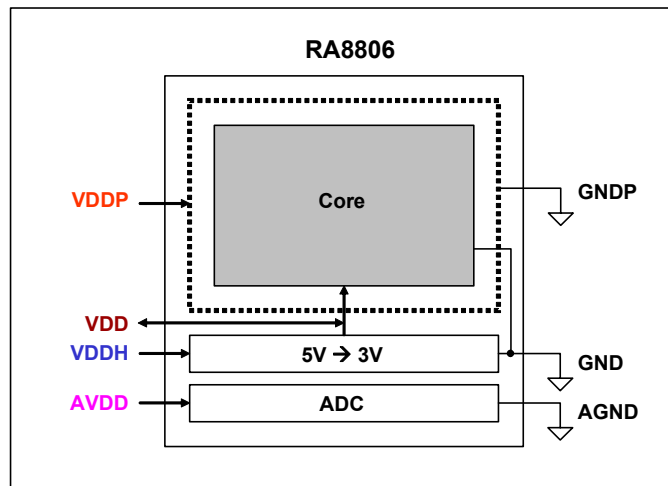 RA8806
VDDP
Core
GNDP
VDD
VDDH
5V → 3V
GND
AVDD
ADC
AGND